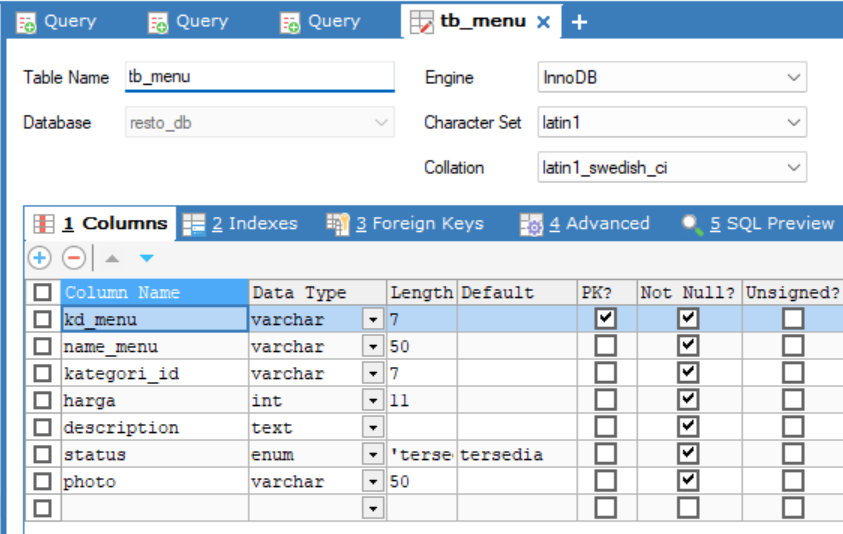 Query Query Query tb_menu x +
Table Name tb_menu Engine InnoDB
Database resto_db Character Set latin1
Collation latin1_swedish_ci
1 Columns 2 Indexes 3 Foreign Keys 4 Advanced 5 SQL Preview
Column Name Data Type Length Default PK? Not Null? Unsigned?
kd_menu varchar 7
name_menu varchar 50
kategori_id varchar 7
harga int 11
description text
status enum 'terse tersedia
photo varchar 50